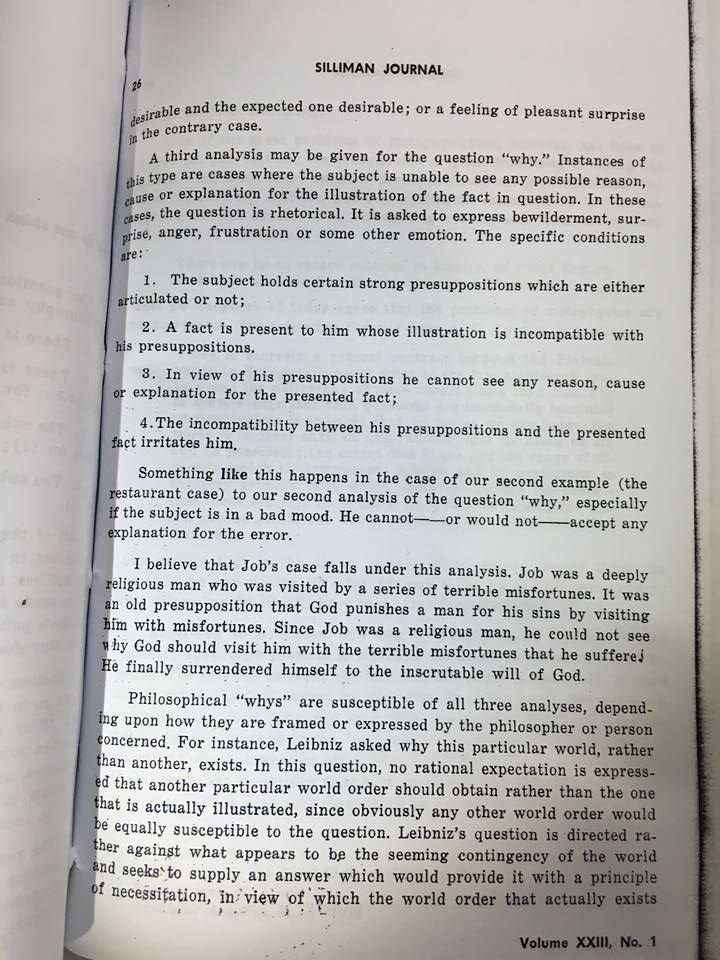 SILLIMAN JOURNAL
26
desirable and the expected one desirable; or a feeling of pleasant surprise
in the contrary case.
A third analysis may be given for the question "why." Instances of
this type are cases where the subject is unable to see any possible reason,
cause or explanation for the illustration of the fact in question. In these
cases, the question is rhetorical. It is asked to express bewilderment, sur-
prise, anger, frustration or some other emotion. The specific conditions
are:
1. The subject holds certain strong presuppositions which are either
articulated or not;
2. A fact is present to him whose illustration is incompatible with
his presuppositions.
3. In view of his presuppositions he cannot see any reason, cause
or explanation for the presented fact;
4.The incompatibility between his presuppositions and the presented
fact irritates him.
Something like this happens in the case of our second example (the
restaurant case) to our second analysis of the question "why," especially
if the subject is in a bad mood. He cannot——or would not——accept any
explanation for the error.
I believe that Job's case falls under this analysis. Job was a deeply
religious man who was visited by a series of terrible misfortunes. It was
an old presupposition that God punishes a man for his sins by visiting
him with misfortunes. Since Job was a religious man, he could not see
why God should visit him with the terrible misfortunes that he suffered
He finally surrendered himself to the inscrutable will of God.
Philosophical "whys" are susceptible of all three analyses, depend-
ing upon how they are framed or expressed by the philosopher or person
concerned. For instance, Leibniz asked why this particular world, rather
than another, exists. In this question, no rational expectation is express-
ed that another particular world order should obtain rather than the one
that is actually illustrated, since obviously any other world order would
be equally susceptible to the question. Leibniz's question is directed ra-
ther against what appears to be the seeming contingency of the world
and seeks to supply an answer which would provide it with a principle
of necessitation, in view of which the world order that actually exists
Volume XXIII, No. 1